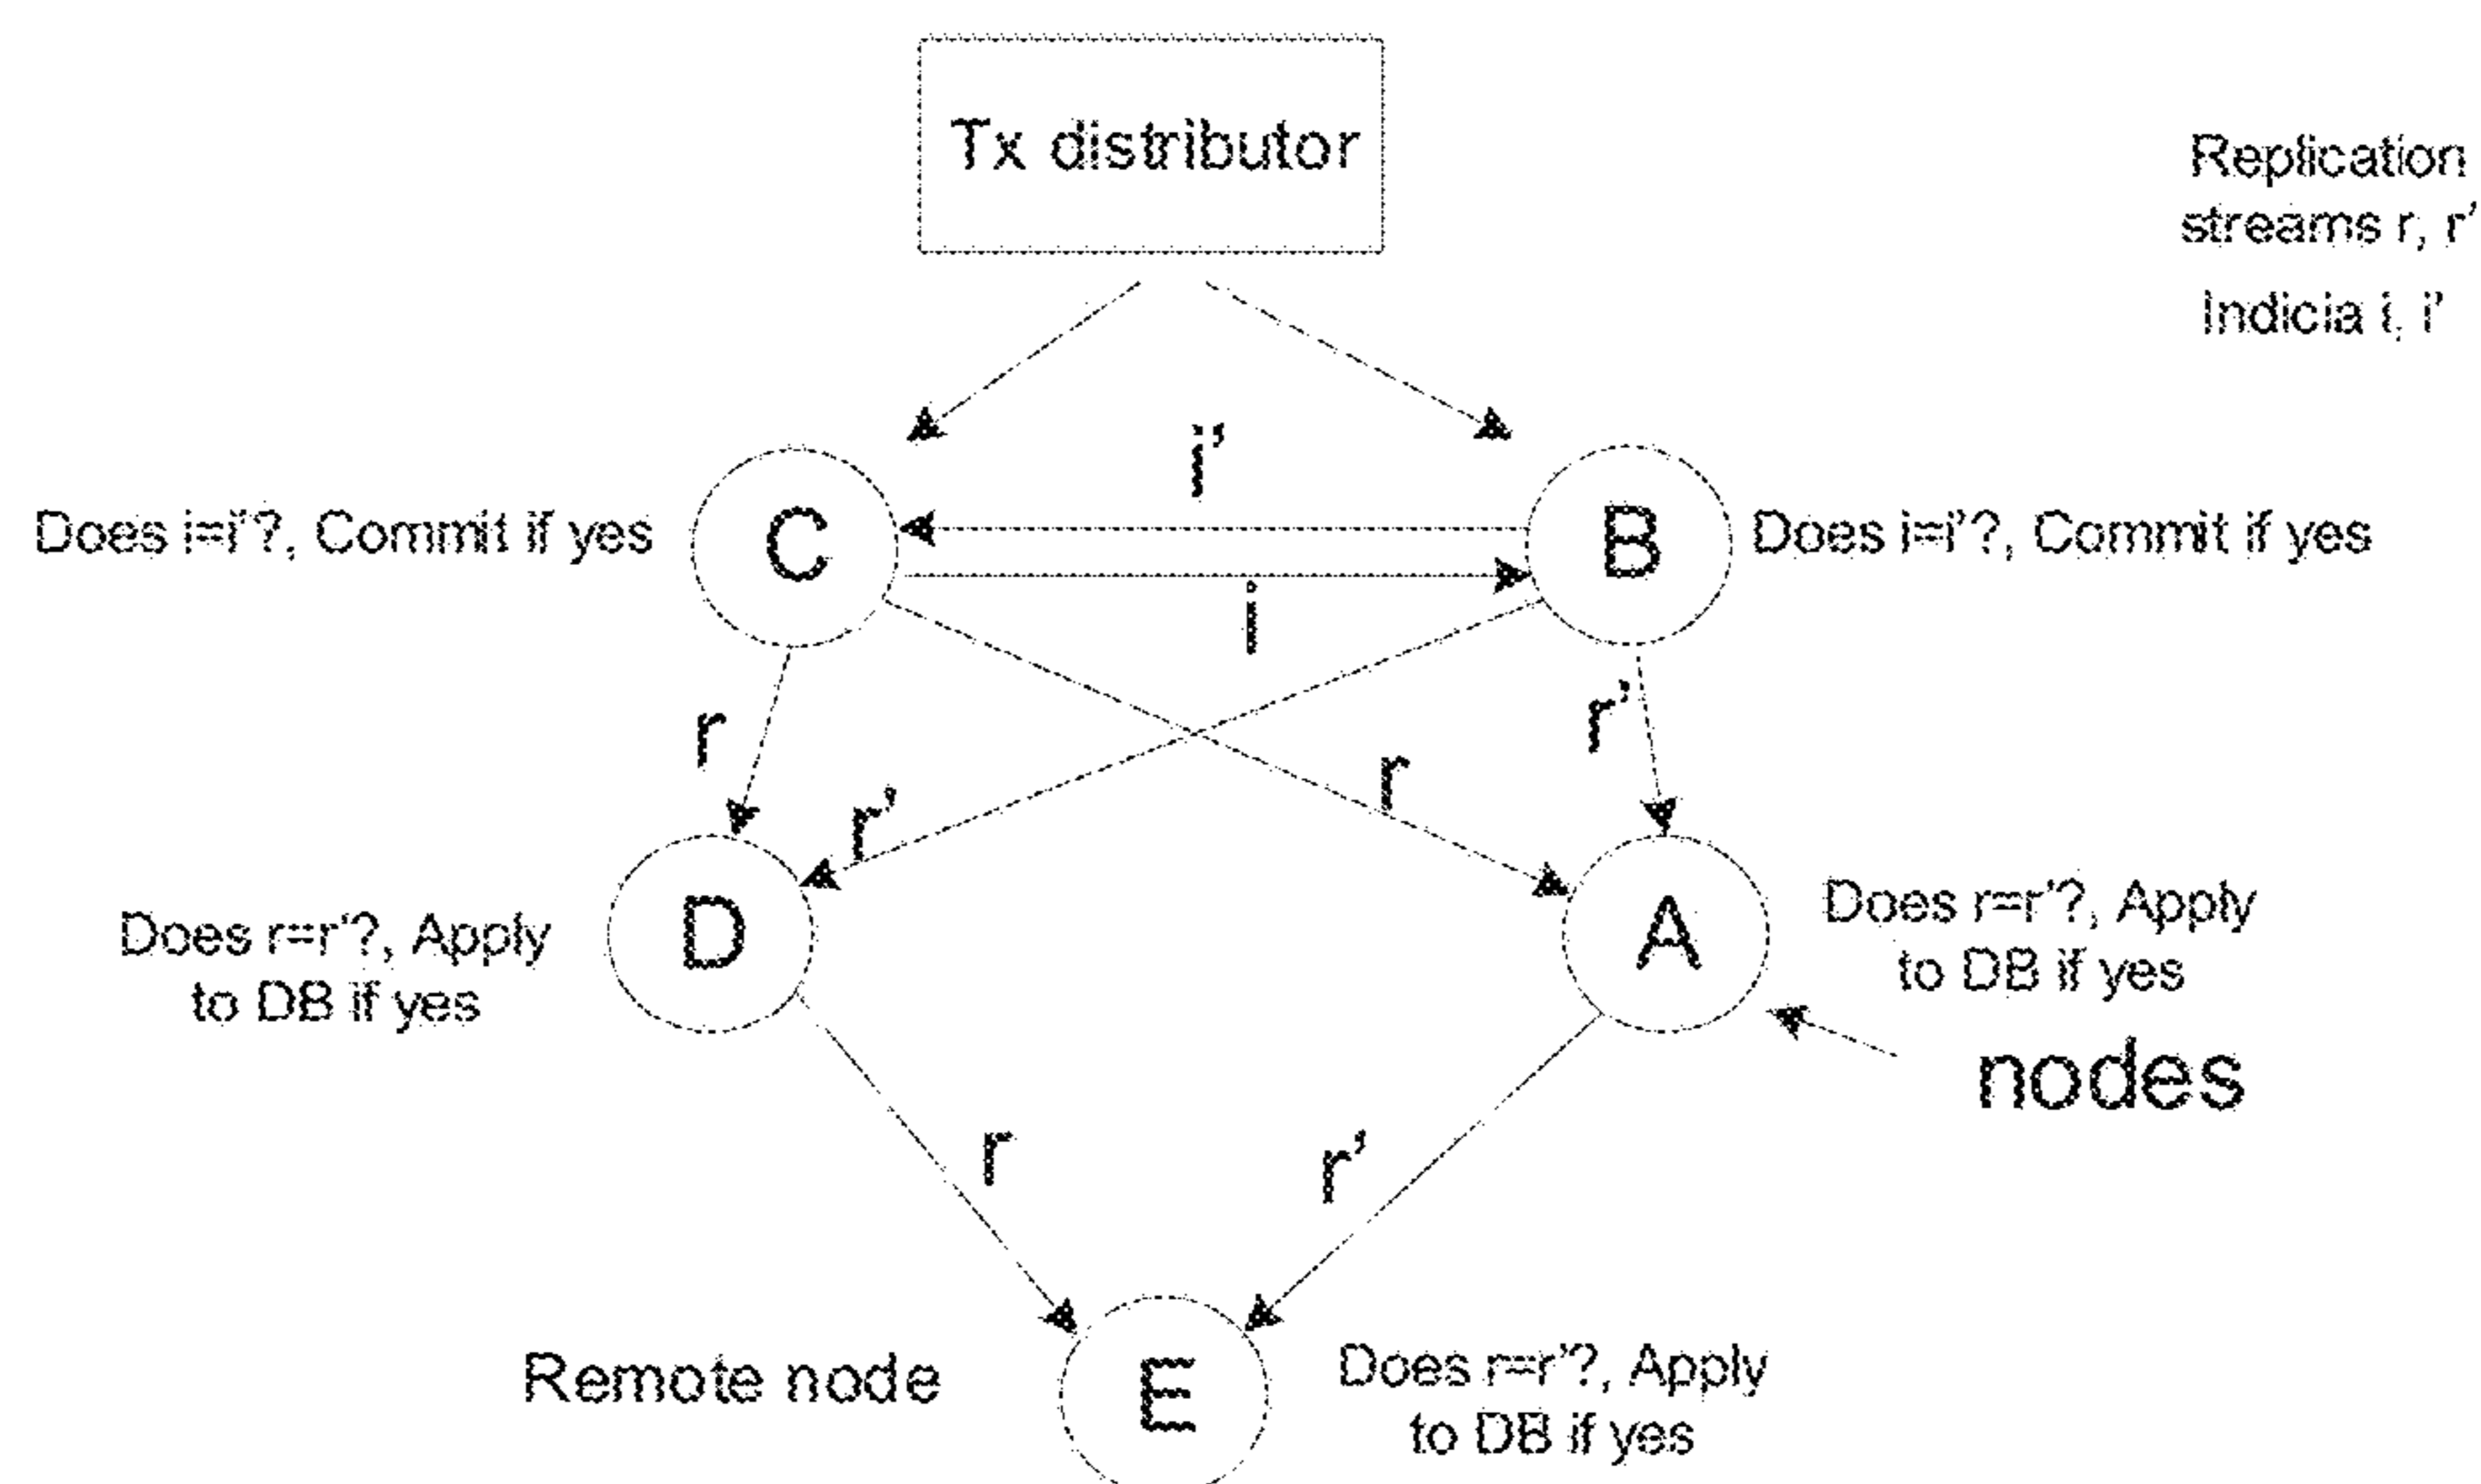 Tx distributor
Replication
streams r, r'
Indicia i, i'
i'
Does i=i'?, Commit if yes
C
B
Does i=i'?, Commit if yes
i
r
r'
r
r'
Does r=r'?, Apply
to DB if yes
D
A
Does r=r'?, Apply
to DB if yes
nodes
r
r'
Remote node
E
Does r=r'?, Apply
to DB if yes